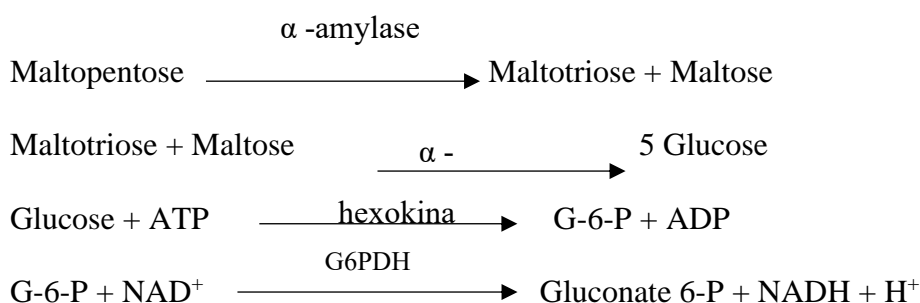 α -amylase
Maltopentose Maltotriose + Maltose
Maltotriose + Maltose α - 5 Glucose
Glucose + ATP hexokina G-6-P + ADP
G6PDH
G-6-P + NAD⁺ Gluconate 6-P + NADH + H⁺